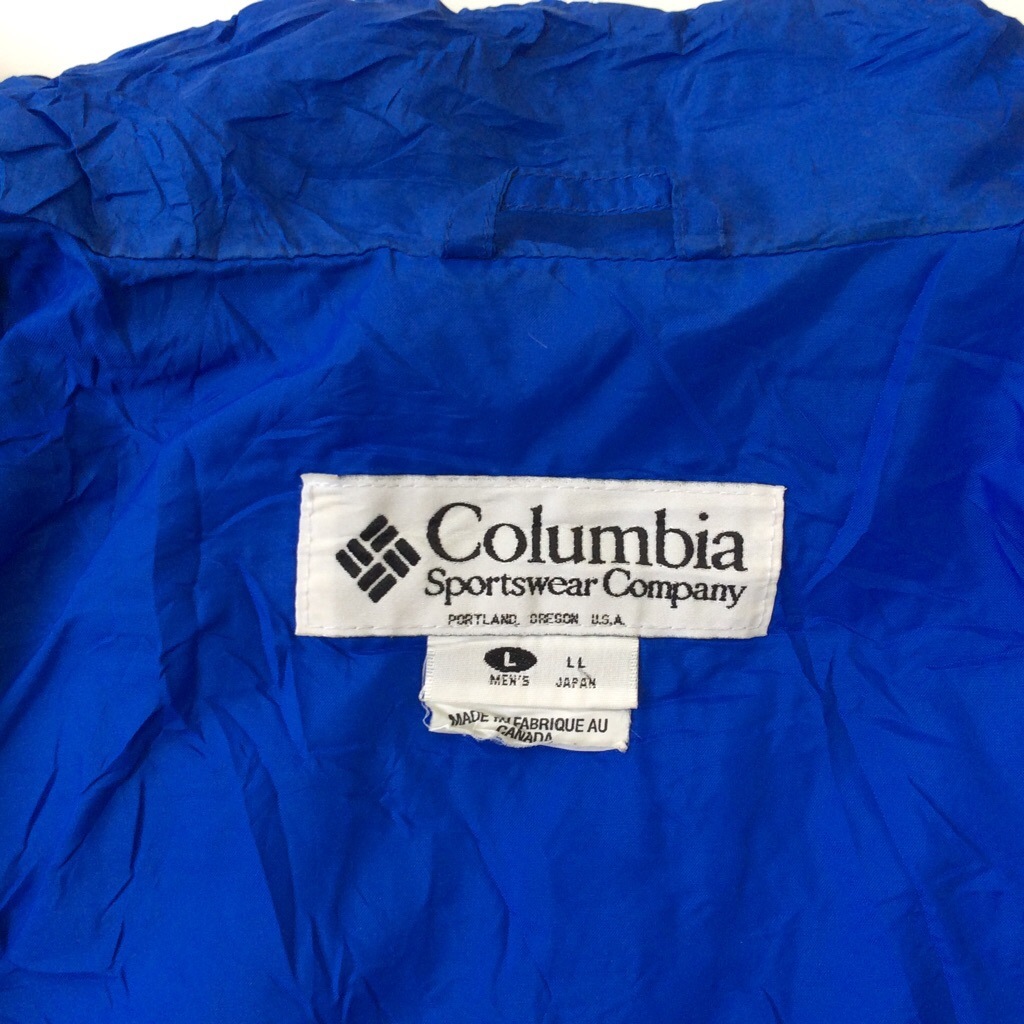 Columbia
Sportswear Company
PORTLAND, OREGON U.S.A.
L LL
MEN'S JAPAN
MADE IN/FABRIQUE AU
CANADA